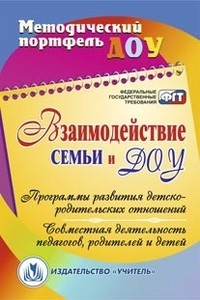 Методический
портфель ДОУ
ФЕДЕРАЛЬНЫЕ
ГОСУДАРСТВЕННЫЕ
ТРЕБОВАНИЯ
ФГТ
Взаимодействие
семьи и ДОУ
Программы развития детско-
родительских отношений
Совместная деятельность
педагогов, родителей и детей
ИЗДАТЕЛЬСТВО «УЧИТЕЛЬ»